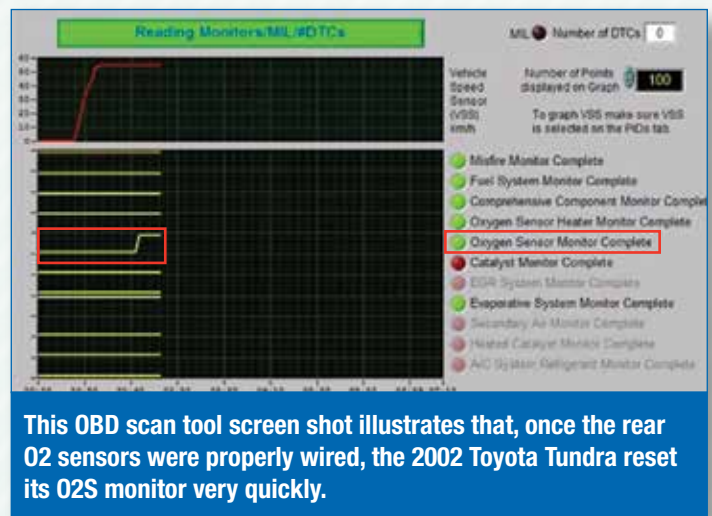 Reading Monitors/MIL/#DTCs
MIL Number of DTCs 0
Vehicle
Speed
Sensor
(VSS)
km/h
Number of Points
displayed on Graph 100
To graph VSS make sure VSS
is selected on the PIDs tab
Misfire Monitor Complete
Fuel System Monitor Complete
Comprehensive Component Monitor Complet
Oxygen Sensor Heater Monitor Complete
Oxygen Sensor Monitor Complete
Catalyst Monitor Complete
EGR System Monitor Complete
Evaporative System Monitor Complete
Secondary Air Monitor Complete
Heated Catalyst Monitor Complete
A/C System Refrigerant Monitor Complete
This OBD scan tool screen shot illustrates that, once the rear
O2 sensors were properly wired, the 2002 Toyota Tundra reset
its O2S monitor very quickly.